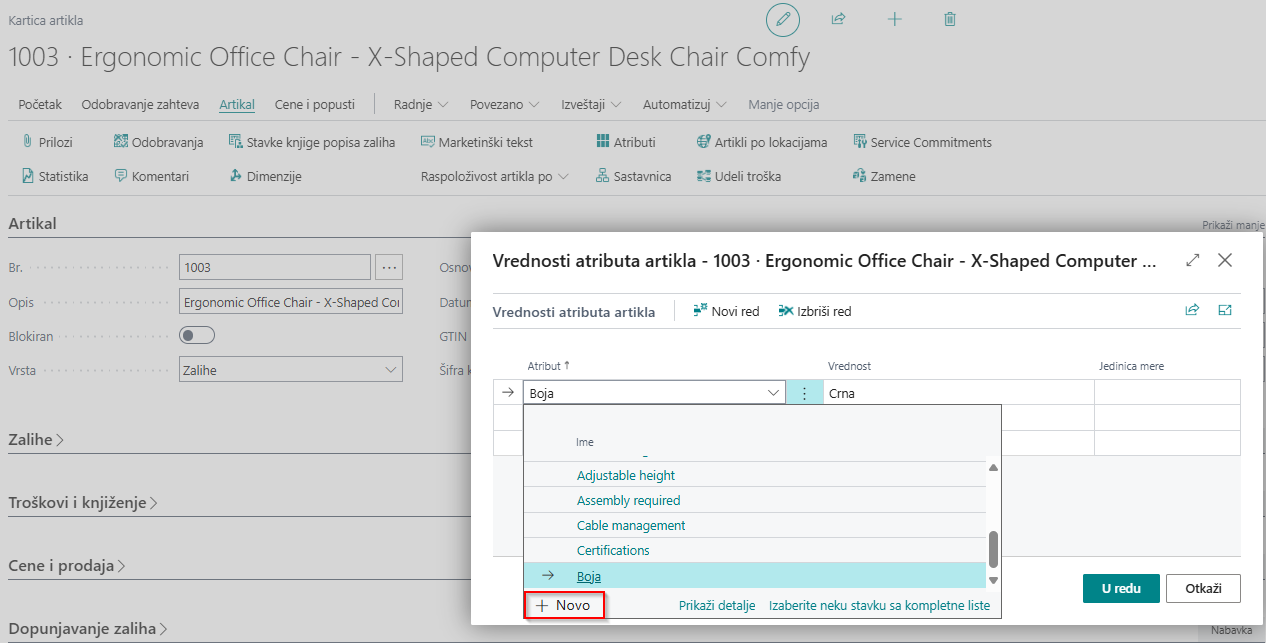 Kartica artikla
1003 · Ergonomic Office Chair - X-Shaped Computer Desk Chair Comfy
Početak Odobravanje zahteva Artikal Cene i popusti Radnje Povezano Izveštaji Automatizuj Manje opcija
Prilozi Odobravanja Stavke knjige popisa zaliha Marketinški tekst Atributi Artikli po lokacijama Service Commitments
Statistika Komentari Dimenzije Raspoloživost artikla po Sastavnica Udeli troška Zamene
Artikal
Prikaži manje
Br. 1003
Opis Ergonomic Office Chair - X-Shaped Co
Blokiran
GTIN
Vrsta Zalihe
Zalihe
Troškovi i knjiženje
Cene i prodaja
Dopunjavanje zaliha
Nabavka
Vrednosti atributa artikla - 1003 · Ergonomic Office Chair - X-Shaped Computer ...
Vrednosti atributa artikla Novi red Izbriši red
Atribut ↑ Vrednost Jedinica mere
Boja Crna
Ime
Adjustable height
Assembly required
Cable management
Certifications
Boja
+ Novo Prikaži detalje Izaberite neku stavku sa kompletne liste
U redu Otkaži